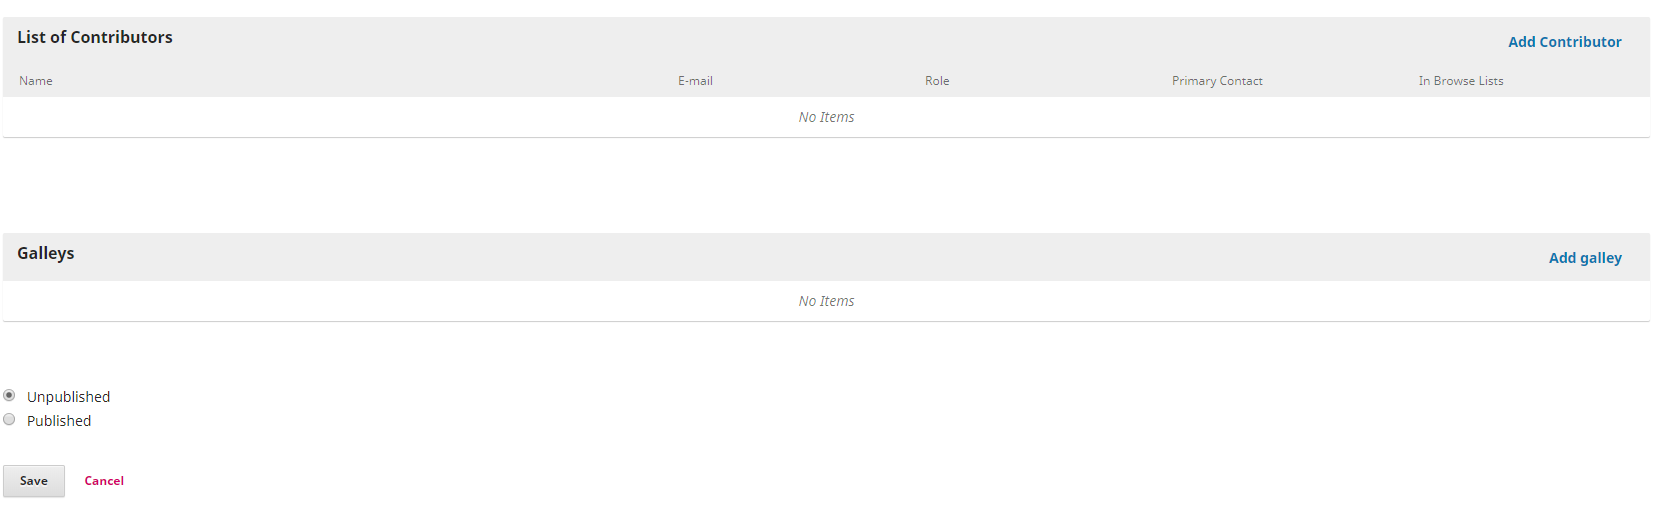 List of Contributors
Add Contributor
Name E-mail Role Primary Contact In Browse Lists
No Items
Galleys
Add galley
No Items
Unpublished
Published
Save Cancel